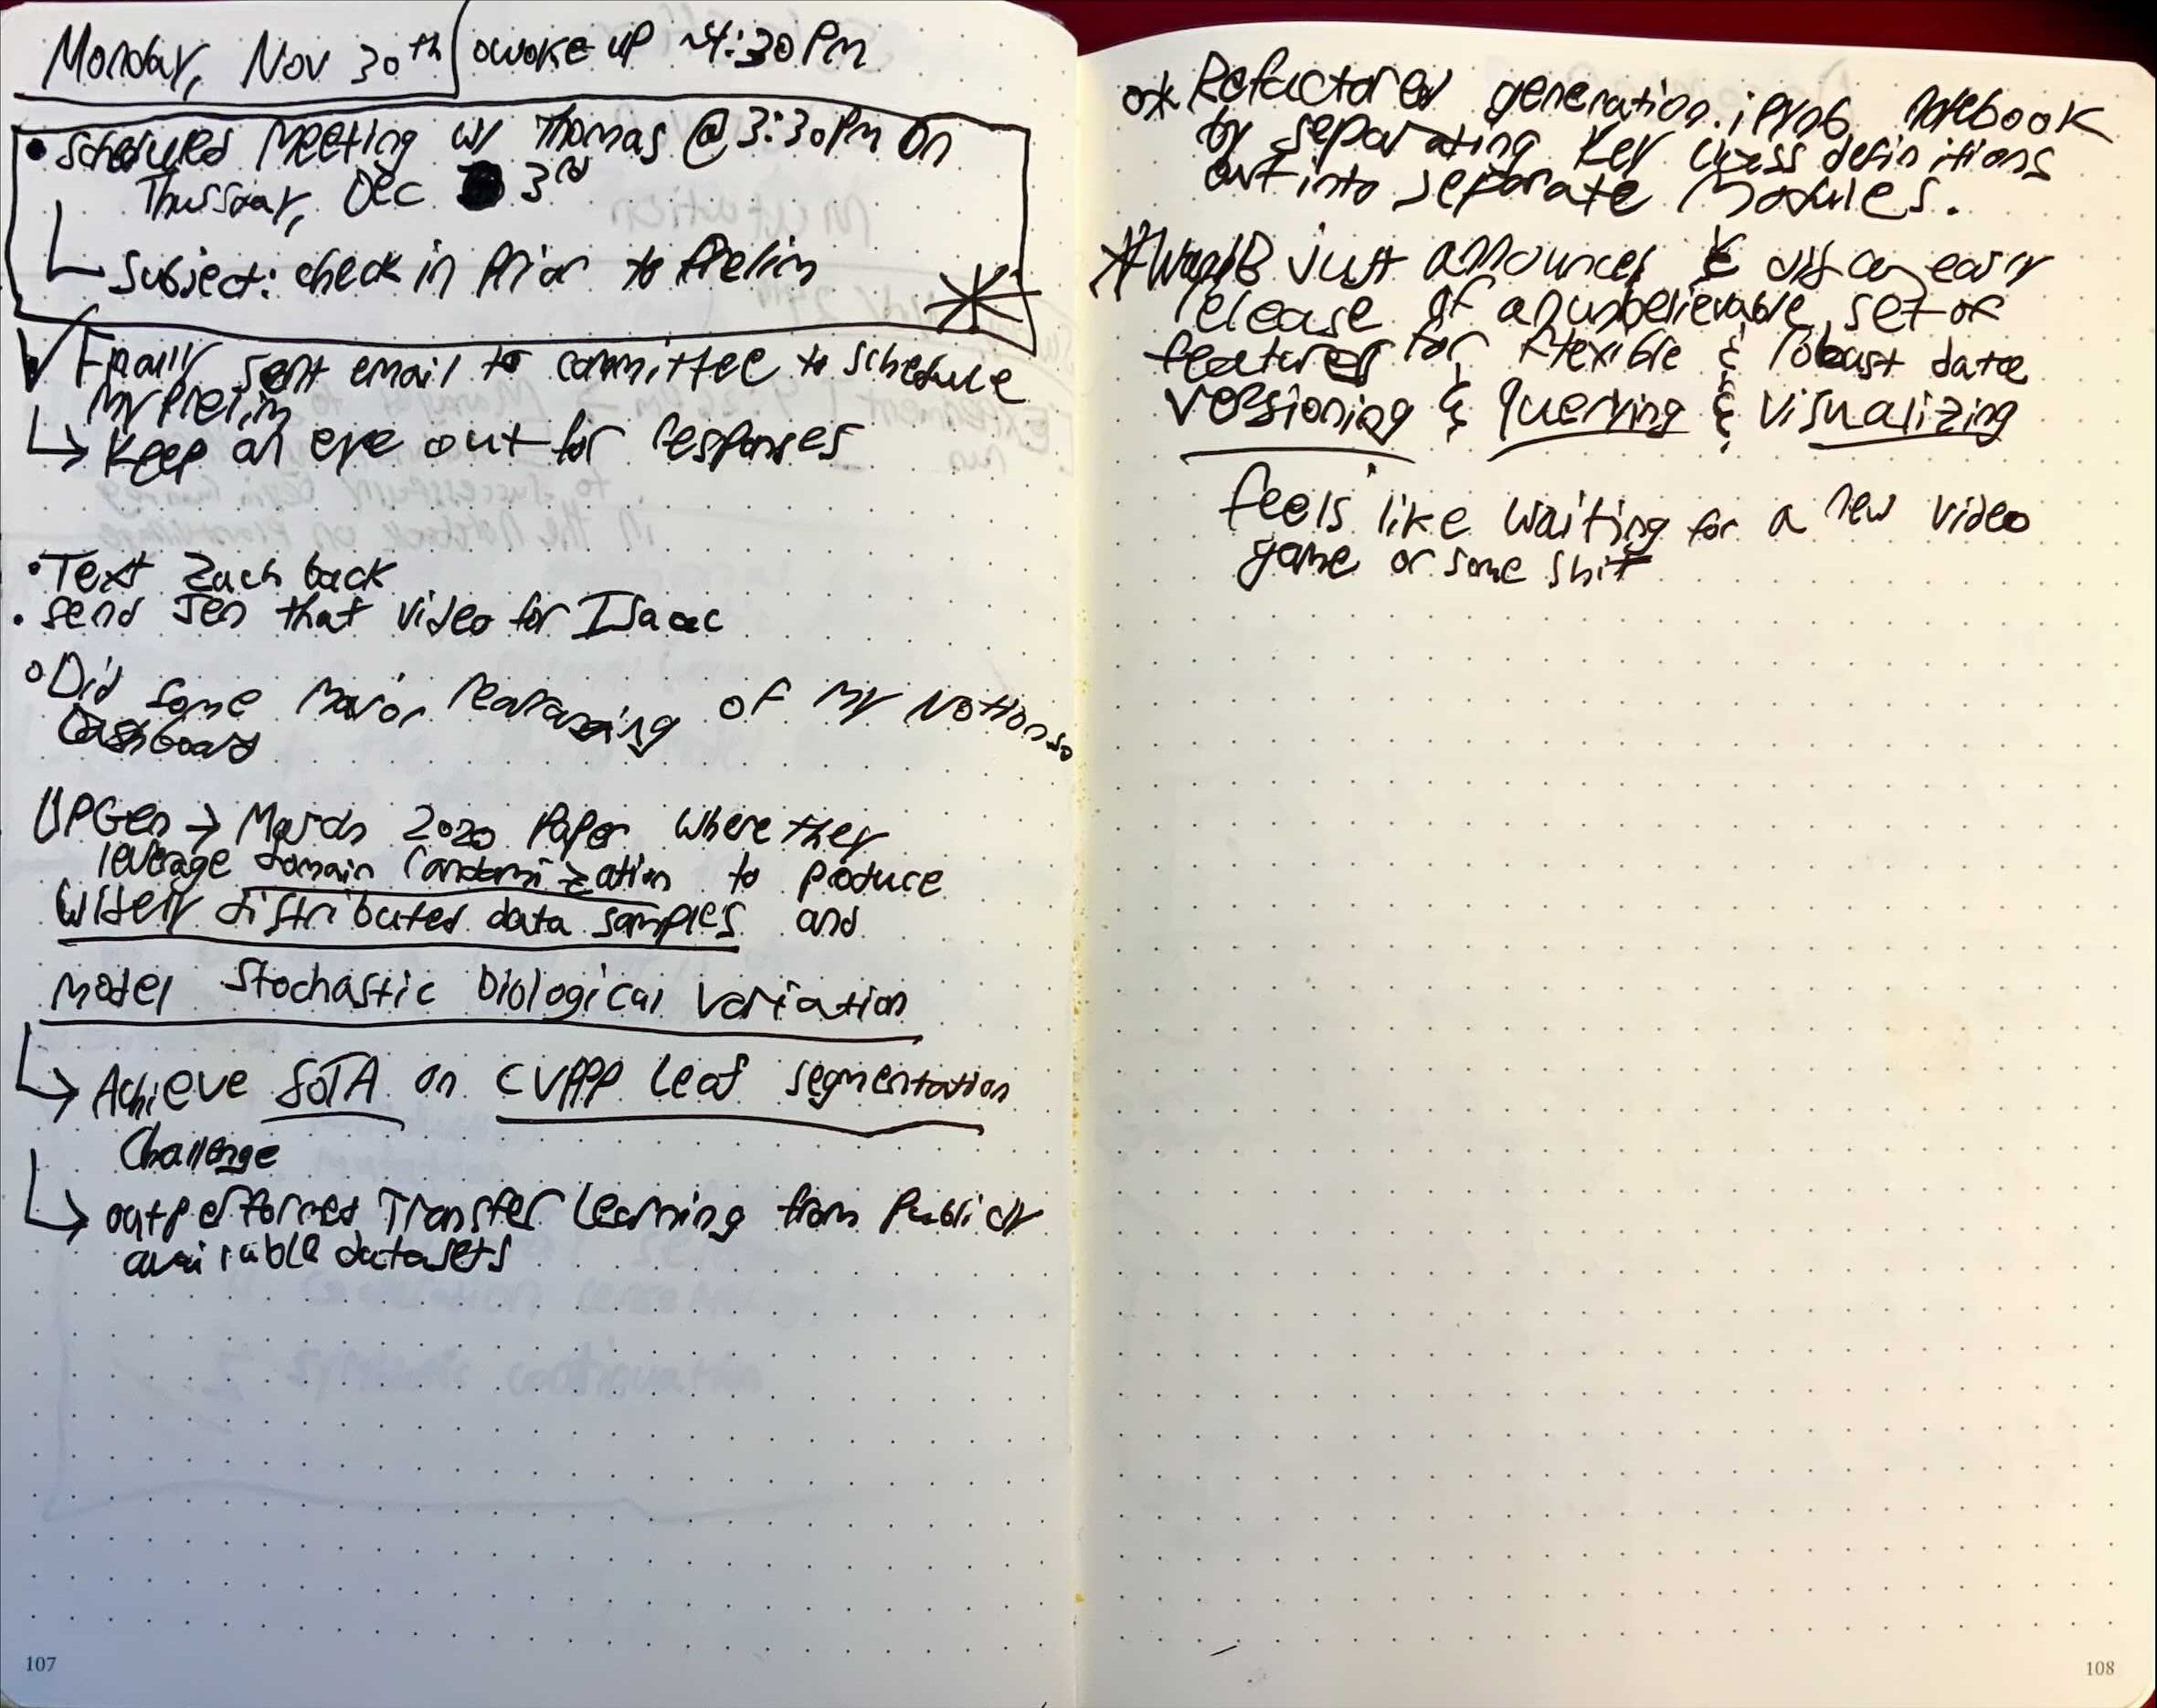 Monday, Nov 30th awoke up ~4:30PM
• Scheduled Meeting w/ Thomas @ 3:30PM on
Thursday, Dec 3rd
Subject: check in prior to prelim
✓ Finally sent email to committee to schedule
my prelim
↳ Keep an eye out for responses
• Text Zach back
• send Jen that video for Isaac
° Did some major rearranging of my Notion.so
Dashboard
UPGen → March 2020 Paper where they
leverage domain randomization to produce
widely distributed data samples and
model stochastic biological variation
↳ Achieve SOTA on CVPPP Leaf segmentation
Challenge
↳ outperformed Transfer Learning from publicly
available datasets
o* Refactored generation.ipynb notebook
by separating key class definitions
out into separate modules.
* WandB just announced & did an early
release of an unbelievable set of
features for flexible & robust data
versioning & querying & visualizing
feels like waiting for a new video
game or some shit
107
108